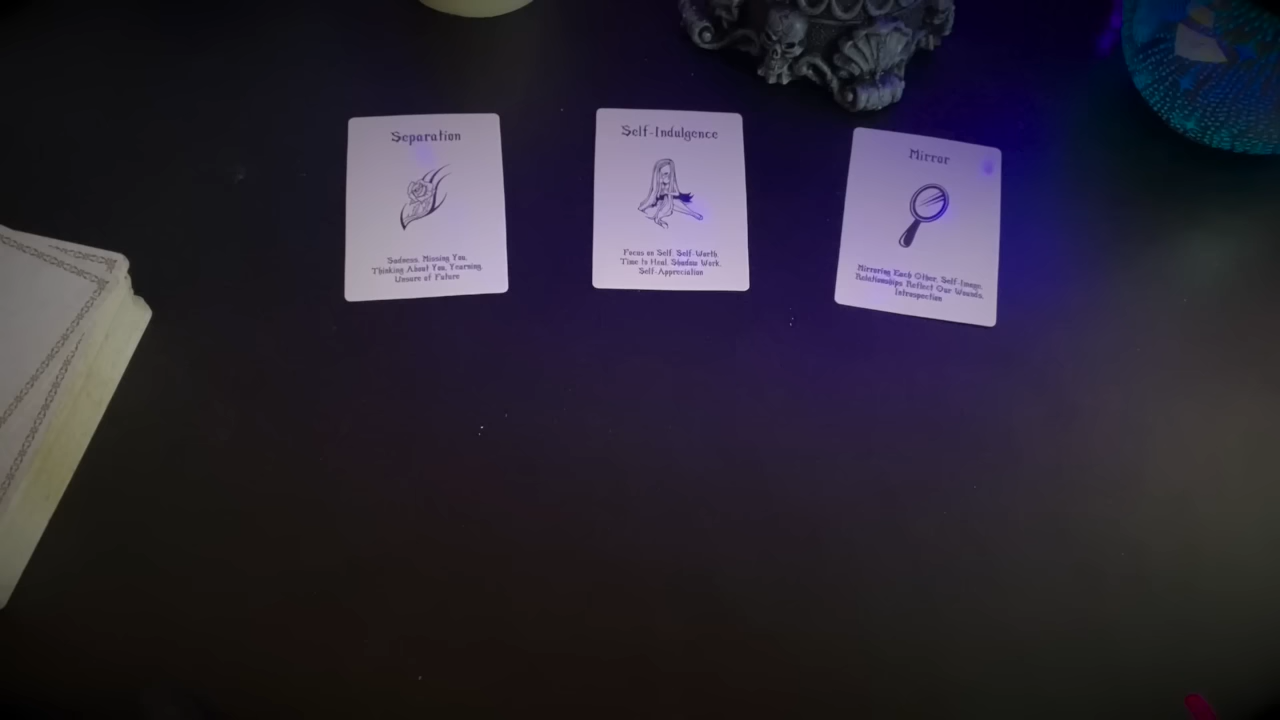 Separation
Sadness, Missing You,
Thinking About You, Yearning,
Unsure of Future
Self-Indulgence
Focus on Self, Self-Worth
Time to Heal, Shadow Work,
Self-Appreciation
Mirror
Mirroring Each Other, Self-Image,
Relationships Reflect Our Wounds,
Introspection